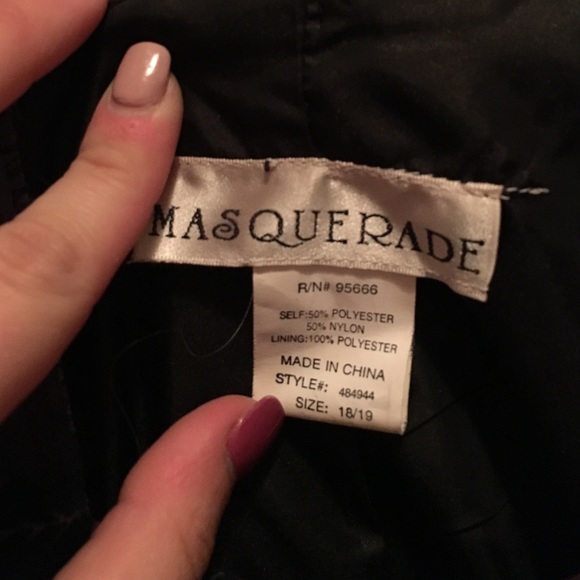 MASQUERADE
R/N# 95666
SELF:50% POLYESTER
50% NYLON
LINING:100% POLYESTER
MADE IN CHINA
STYLE#: 484944
SIZE: 18/19